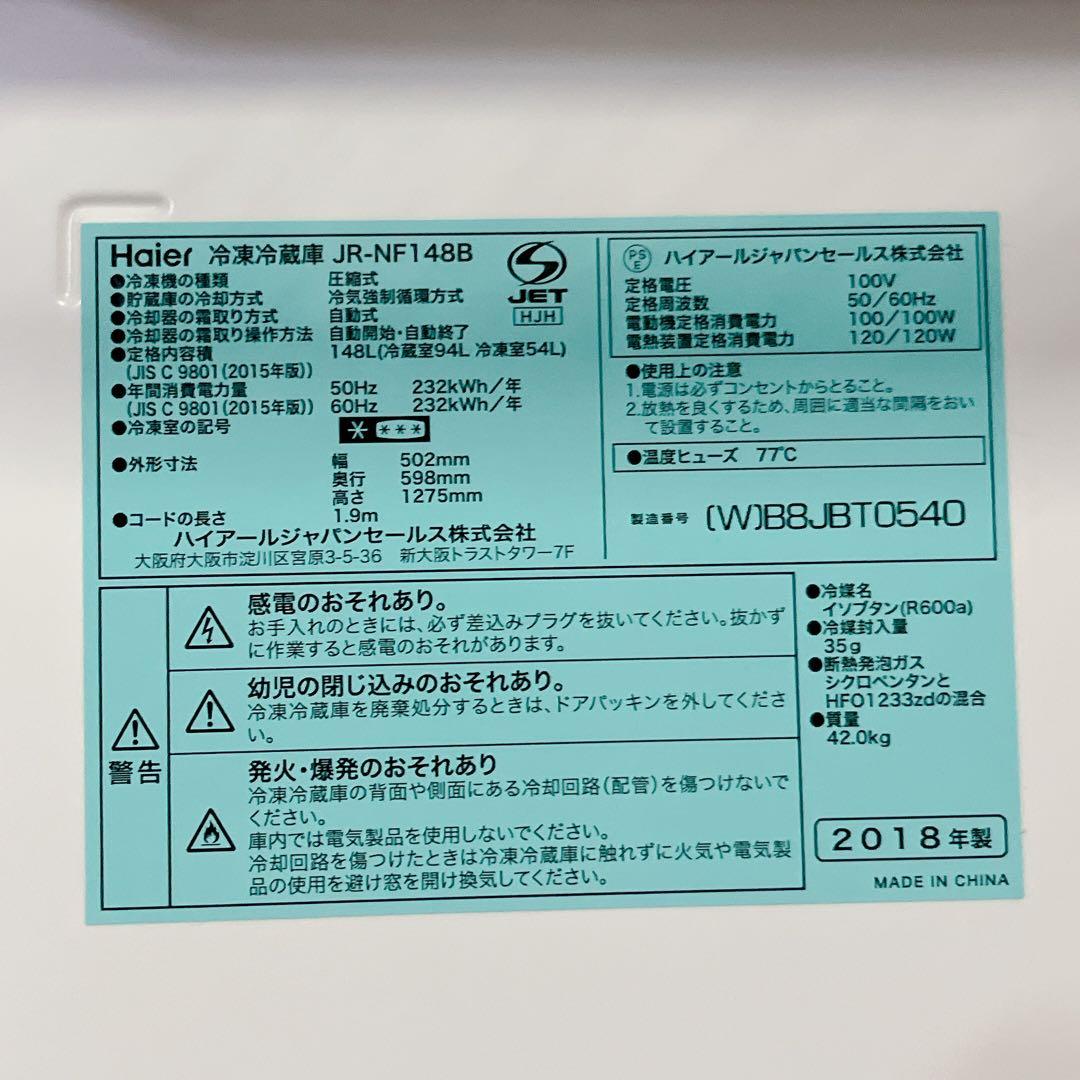 Haier 冷凍冷蔵庫 JR-NF148B
●冷凍機の種類 圧縮式
●貯蔵庫の冷却方式 冷気強制循環方式
●冷却器の霜取り方式 自動式
●冷却器の霜取り操作方法 自動開始・自動終了
●定格内容積 148L(冷蔵室94L 冷凍室54L)
(JIS C 9801(2015年版))
●年間消費電力量 50Hz 232kWh/年
(JIS C 9801(2015年版)) 60Hz 232kWh/年
●冷凍室の記号 * ***
●外形寸法 幅 502mm
奥行 598mm
高さ 1275mm
●コードの長さ 1.9m
ハイアールジャパンセールス株式会社
大阪府大阪市淀川区宮原3-5-36 新大阪トラストタワー7F
JET
HJH
PSE ハイアールジャパンセールス株式会社
定格電圧 100V
定格周波数 50/60Hz
電動機定格消費電力 100/100W
電熱装置定格消費電力 120/120W
●使用上の注意
1.電源は必ずコンセントからとること。
2.放熱を良くするため、周囲に適当な間隔をおい
て設置すること。
●温度ヒューズ 77℃
製造番号 (W)B8JBT0540
警告
感電のおそれあり。
お手入れのときには、必ず差込みプラグを抜いてください。抜かず
に作業すると感電のおそれがあります。
幼児の閉じ込みのおそれあり。
冷凍冷蔵庫を廃棄処分するときは、ドアパッキンを外してくださ
い。
発火・爆発のおそれあり
冷凍冷蔵庫の背面や側面にある冷却回路(配管)を傷つけないで
ください。
庫内では電気製品を使用しないでください。
冷却回路を傷つけたときは冷凍冷蔵庫に触れずに火気や電気製
品の使用を避け窓を開け換気してください。
●冷媒名
イソブタン(R600a)
●冷媒封入量
35g
●断熱発泡ガス
シクロペンタンと
HFO1233zdの混合
●質量
42.0kg
2018年製
MADE IN CHINA